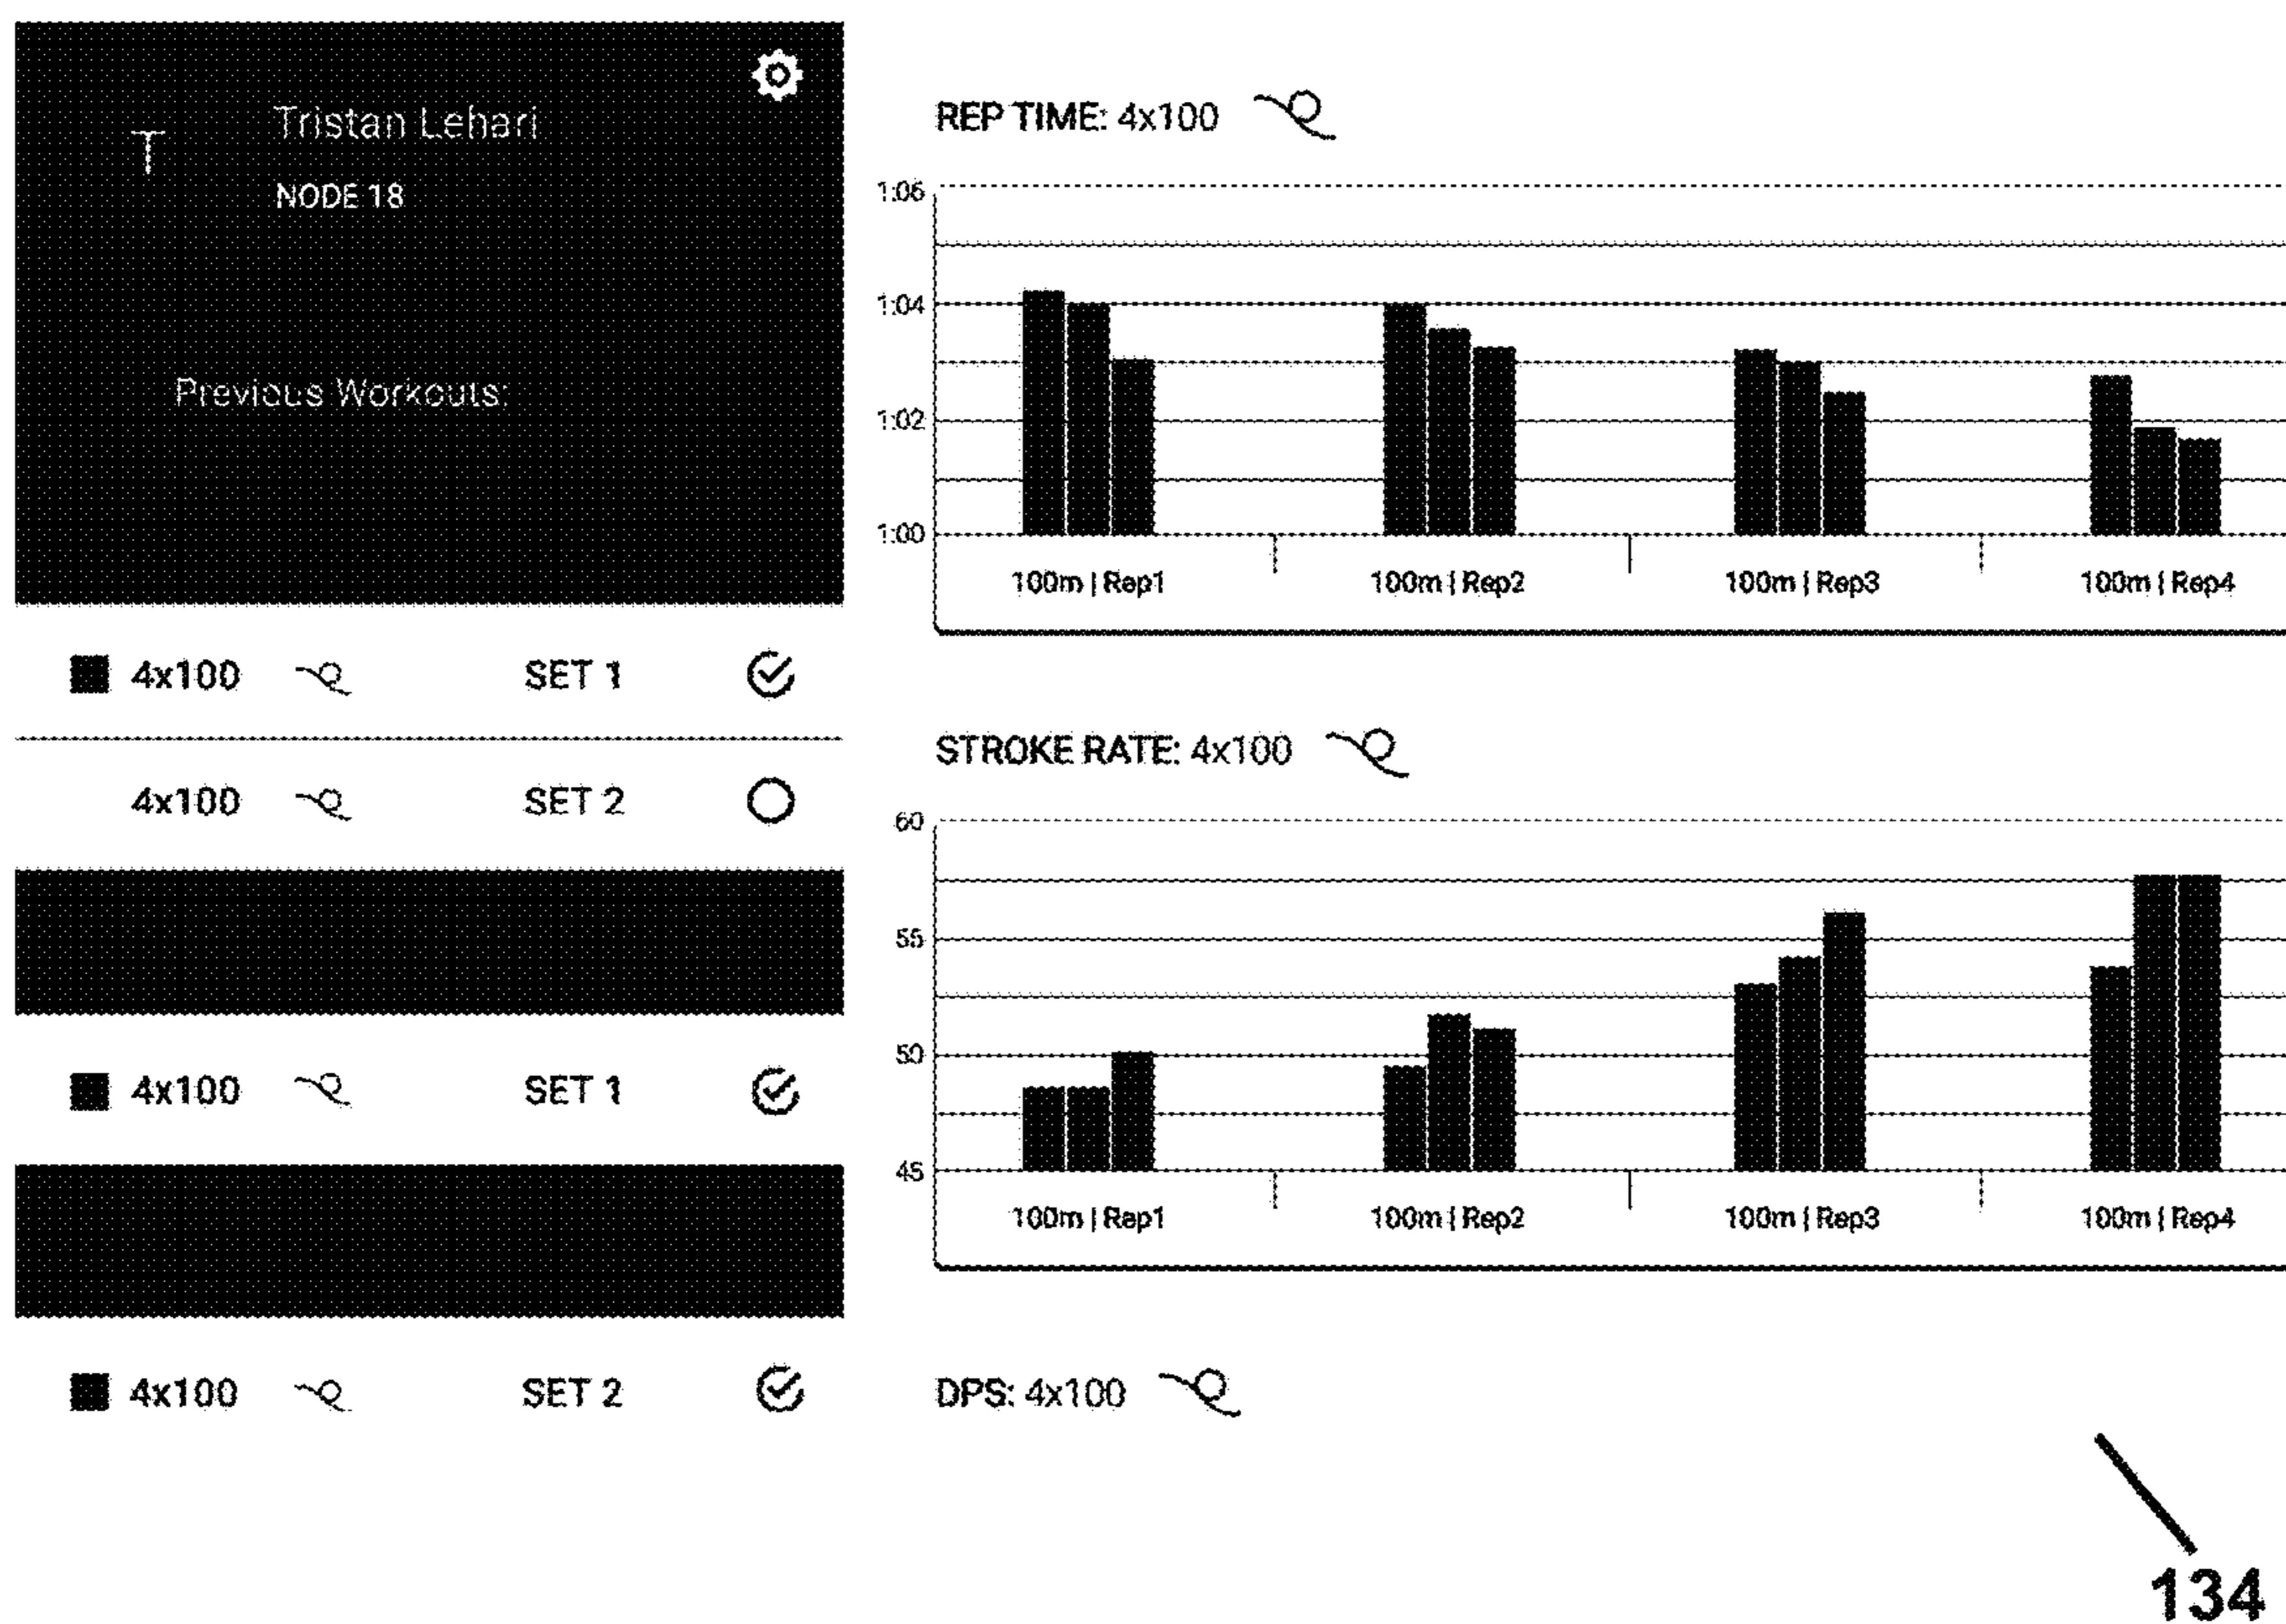 T
Tristan Lehari
NODE 18
Previous Workouts:
4x100 SET 1
4x100 SET 2
4x100 SET 1
4x100 SET 2
REP TIME: 4x100
1:06
1:04
1:02
1:00
100m | Rep1 100m | Rep2 100m | Rep3 100m | Rep4
STROKE RATE: 4x100
60
55
50
45
100m | Rep1 100m | Rep2 100m | Rep3 100m | Rep4
DPS: 4x100
134